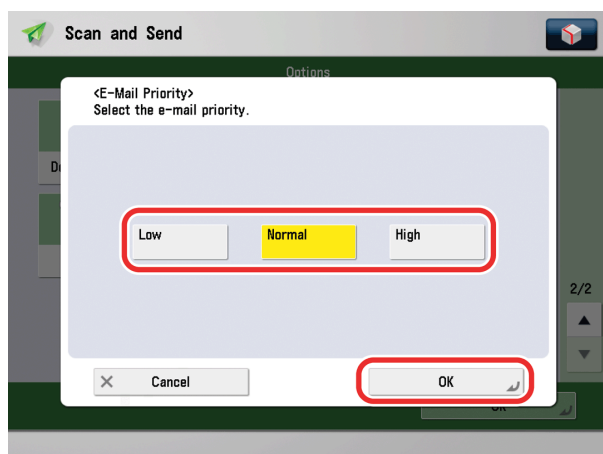 Scan and Send
Options
<E-Mail Priority>
Select the e-mail priority.
Low
Normal
High
2/2
Cancel
OK